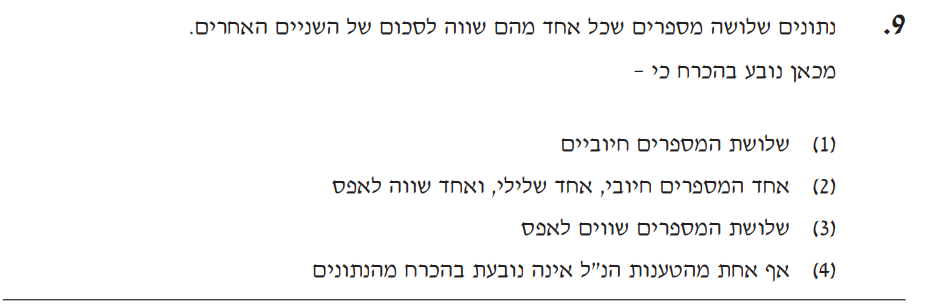 9. נתונים שלושה מספרים שכל אחד מהם שווה לסכום של השניים האחרים.
מכאן נובע בהכרח כי –
(1) שלושת המספרים חיוביים
(2) אחד המספרים חיובי, אחד שלילי, ואחד שווה לאפס
(3) שלושת המספרים שווים לאפס
(4) אף אחת מהטענות הנ"ל אינה נובעת בהכרח מהנתונים